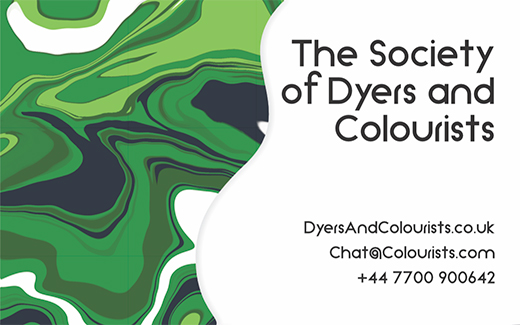 The Society
of Dyers and
Colourists
DyersAndColourists.co.uk
Chat@Colourists.com
+44 7700 900642